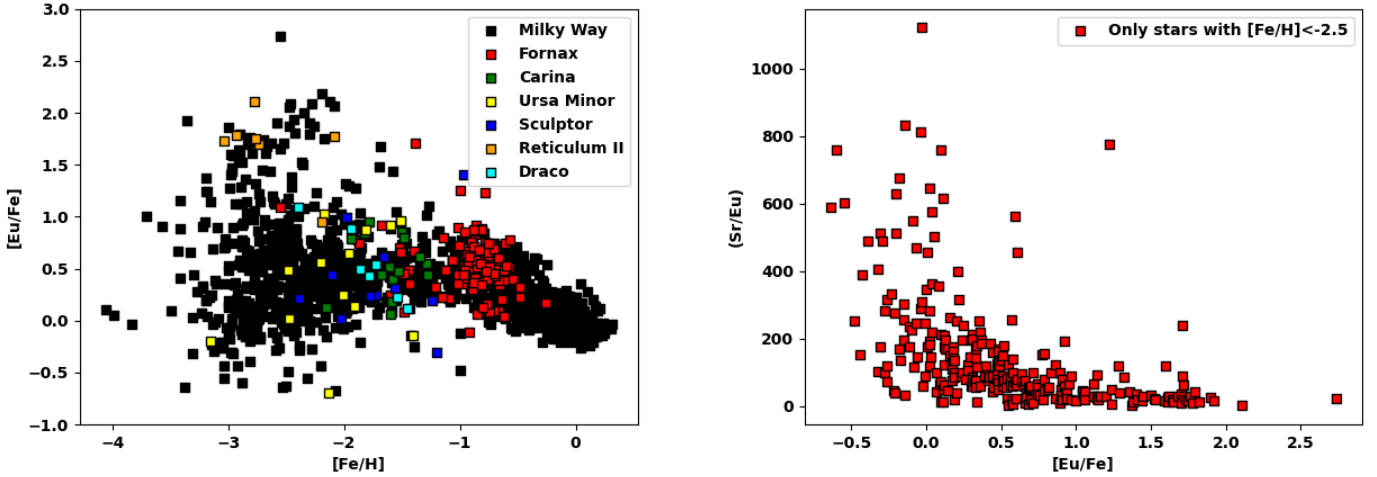 3.0
2.5
2.0
1.5
1.0
0.5
0.0
−0.5
−1.0
[Eu/Fe]
−4
−3
−2
−1
0
[Fe/H]
Milky Way
Fornax
Carina
Ursa Minor
Sculptor
Reticulum II
Draco
1000
800
600
400
200
0
(Sr/Eu)
−0.5
0.0
0.5
1.0
1.5
2.0
2.5
[Eu/Fe]
Only stars with [Fe/H]<-2.5